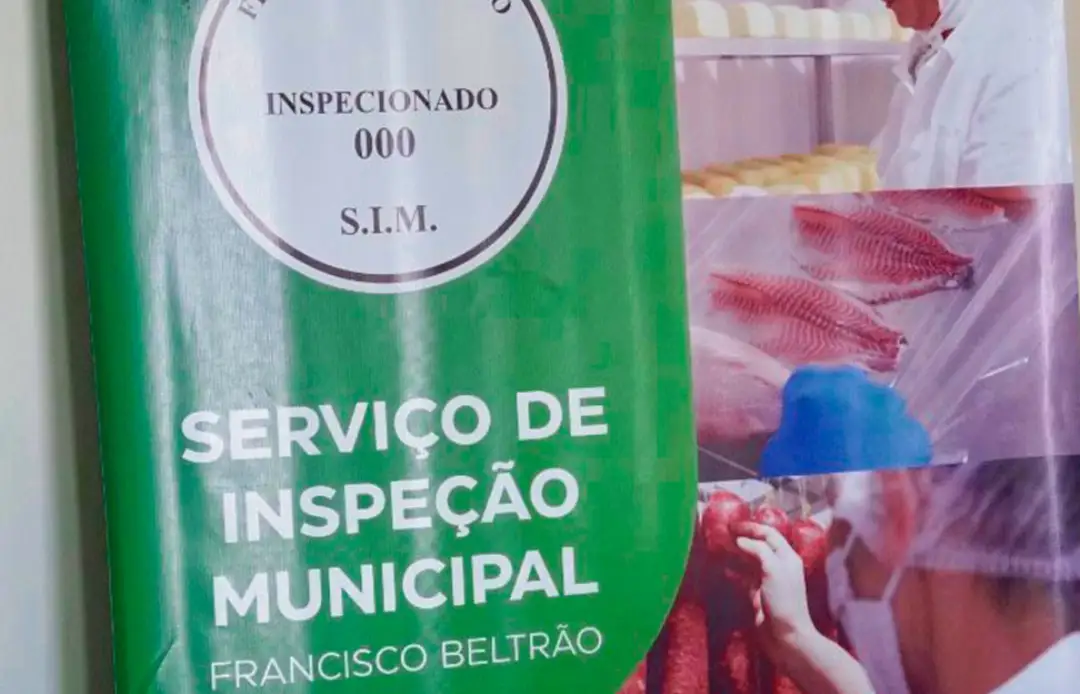 INSPECIONADO
000
S.I.M.
SERVIÇO DE
INSPEÇÃO
MUNICIPAL
FRANCISCO BELTRÃO